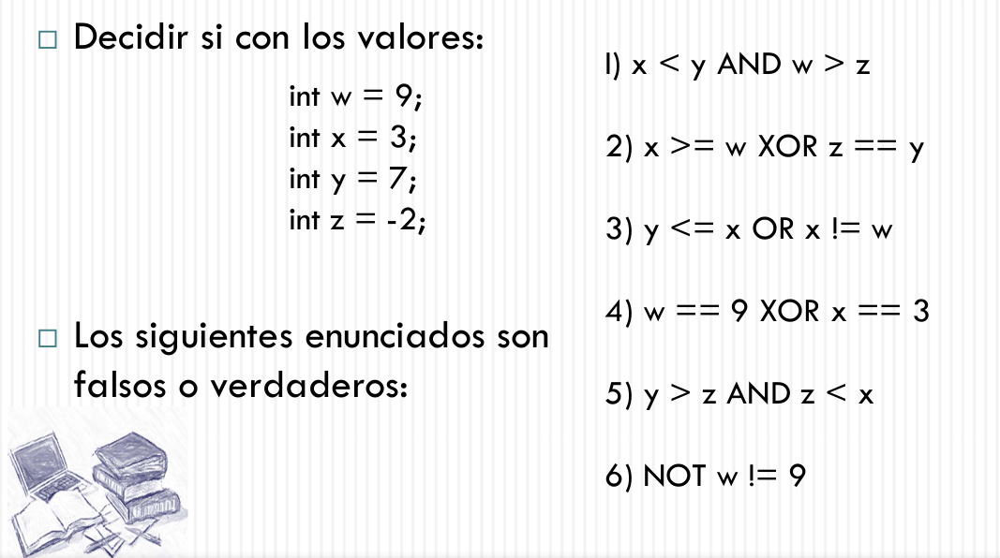 Decidir si con los valores:
int w = 9;
int x = 3;
int y = 7;
int z = -2;
Los siguientes enunciados son
falsos o verdaderos:
1) x < y AND w > z
2) x >= w XOR z == y
3) y <= x OR x != w
4) w == 9 XOR x == 3
5) y > z AND z < x
6) NOT w != 9